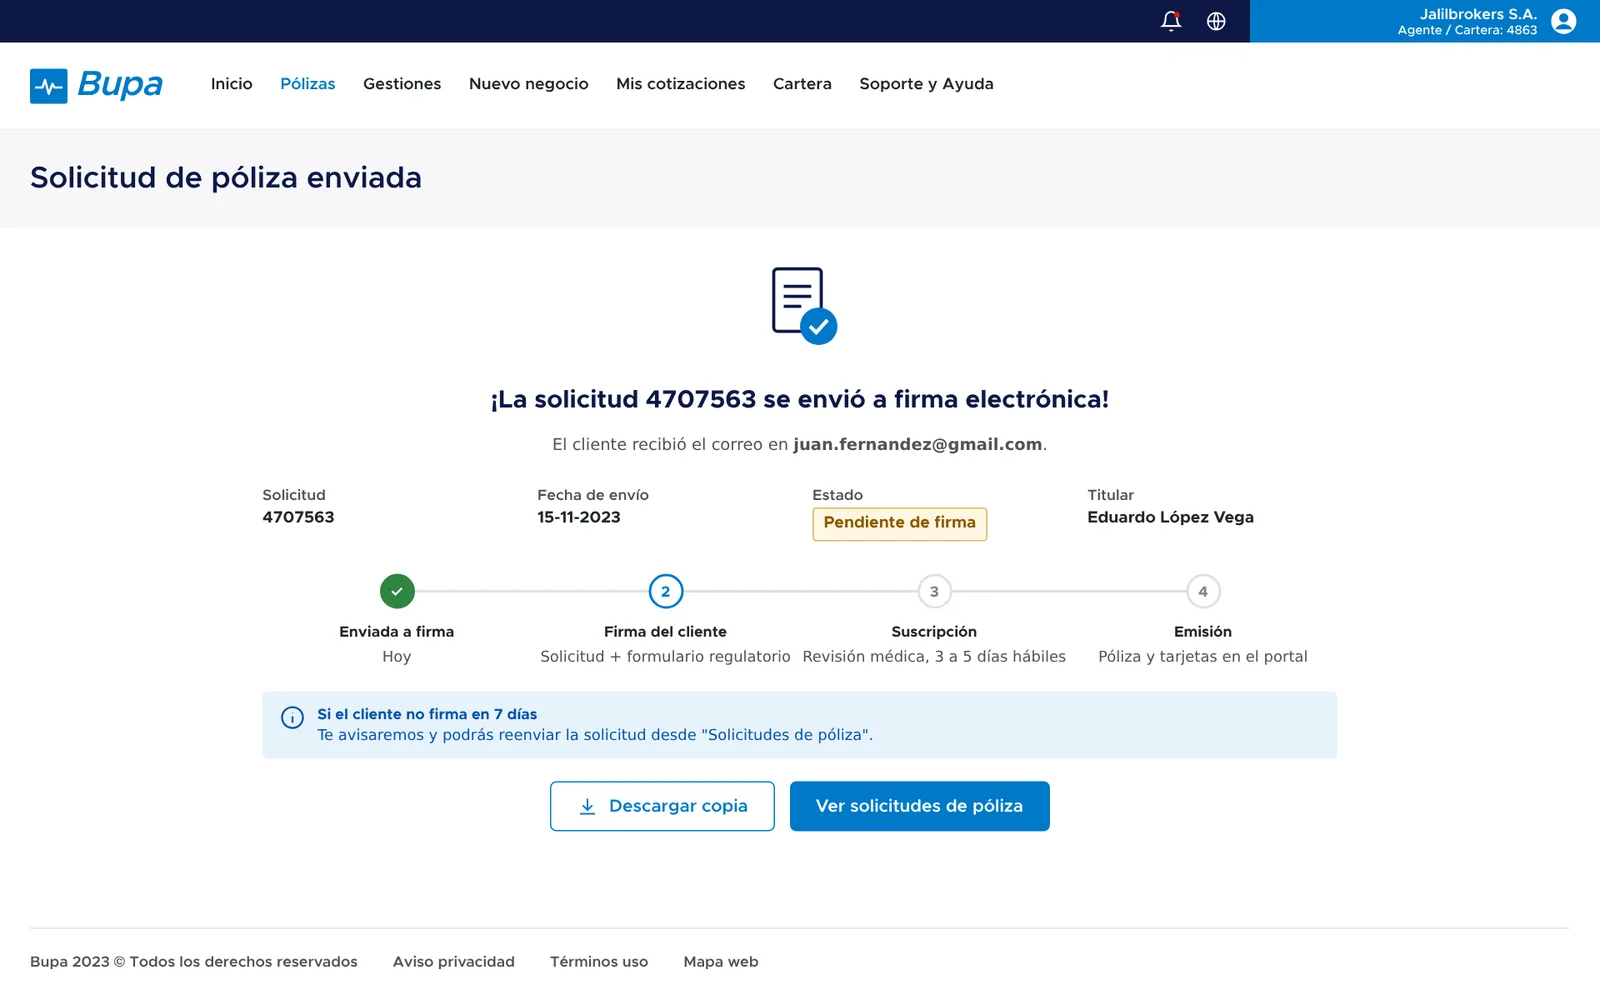 Jalilbrokers S.A.
Agente / Cartera: 4863
Bupa
Inicio
Pólizas
Gestiones
Nuevo negocio
Mis cotizaciones
Cartera
Soporte y Ayuda
Solicitud de póliza enviada
¡La solicitud 4707563 se envió a firma electrónica!
El cliente recibió el correo en juan.fernandez@gmail.com.
Solicitud
4707563
Fecha de envío
15-11-2023
Estado
Pendiente de firma
Titular
Eduardo López Vega
Enviada a firma
Hoy
2
Firma del cliente
Solicitud + formulario regulatorio
3
Suscripción
Revisión médica, 3 a 5 días hábiles
4
Emisión
Póliza y tarjetas en el portal
Si el cliente no firma en 7 días
Te avisaremos y podrás reenviar la solicitud desde "Solicitudes de póliza".
Descargar copia
Ver solicitudes de póliza
Bupa 2023 © Todos los derechos reservados
Aviso privacidad
Términos uso
Mapa web